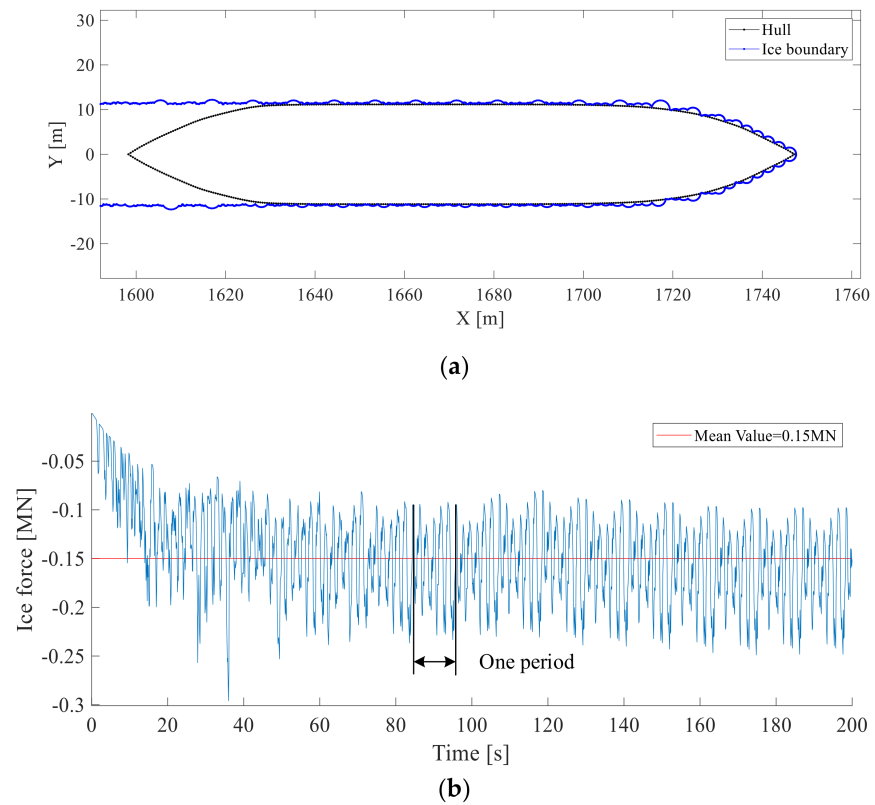 Hull
Ice boundary
30
20
10
0
-10
-20
Y [m]
1600 1620 1640 1660 1680 1700 1720 1740 1760
X [m]
(a)
Mean Value=0.15MN
-0.05
-0.1
-0.15
-0.2
-0.25
-0.3
Ice force [MN]
One period
0 20 40 60 80 100 120 140 160 180 200
Time [s]
(b)